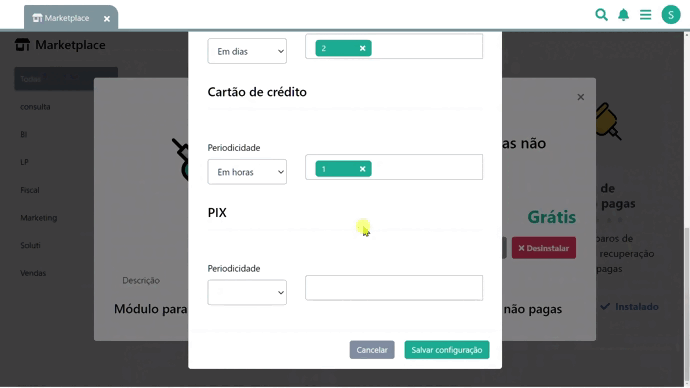 Marketplace
S
Marketplace
Todos
consulta
BI
LP
Fiscal
Marketing
Soluti
Vendas
Em dias
2
Cartão de crédito
Periodicidade
Em horas
1
PIX
Periodicidade
Cancelar
Salvar configuração
as não
Grátis
Desinstalar
Descrição
Módulo para
não pagas
de
pagas
paros de
recuperação
pagas
Instalado